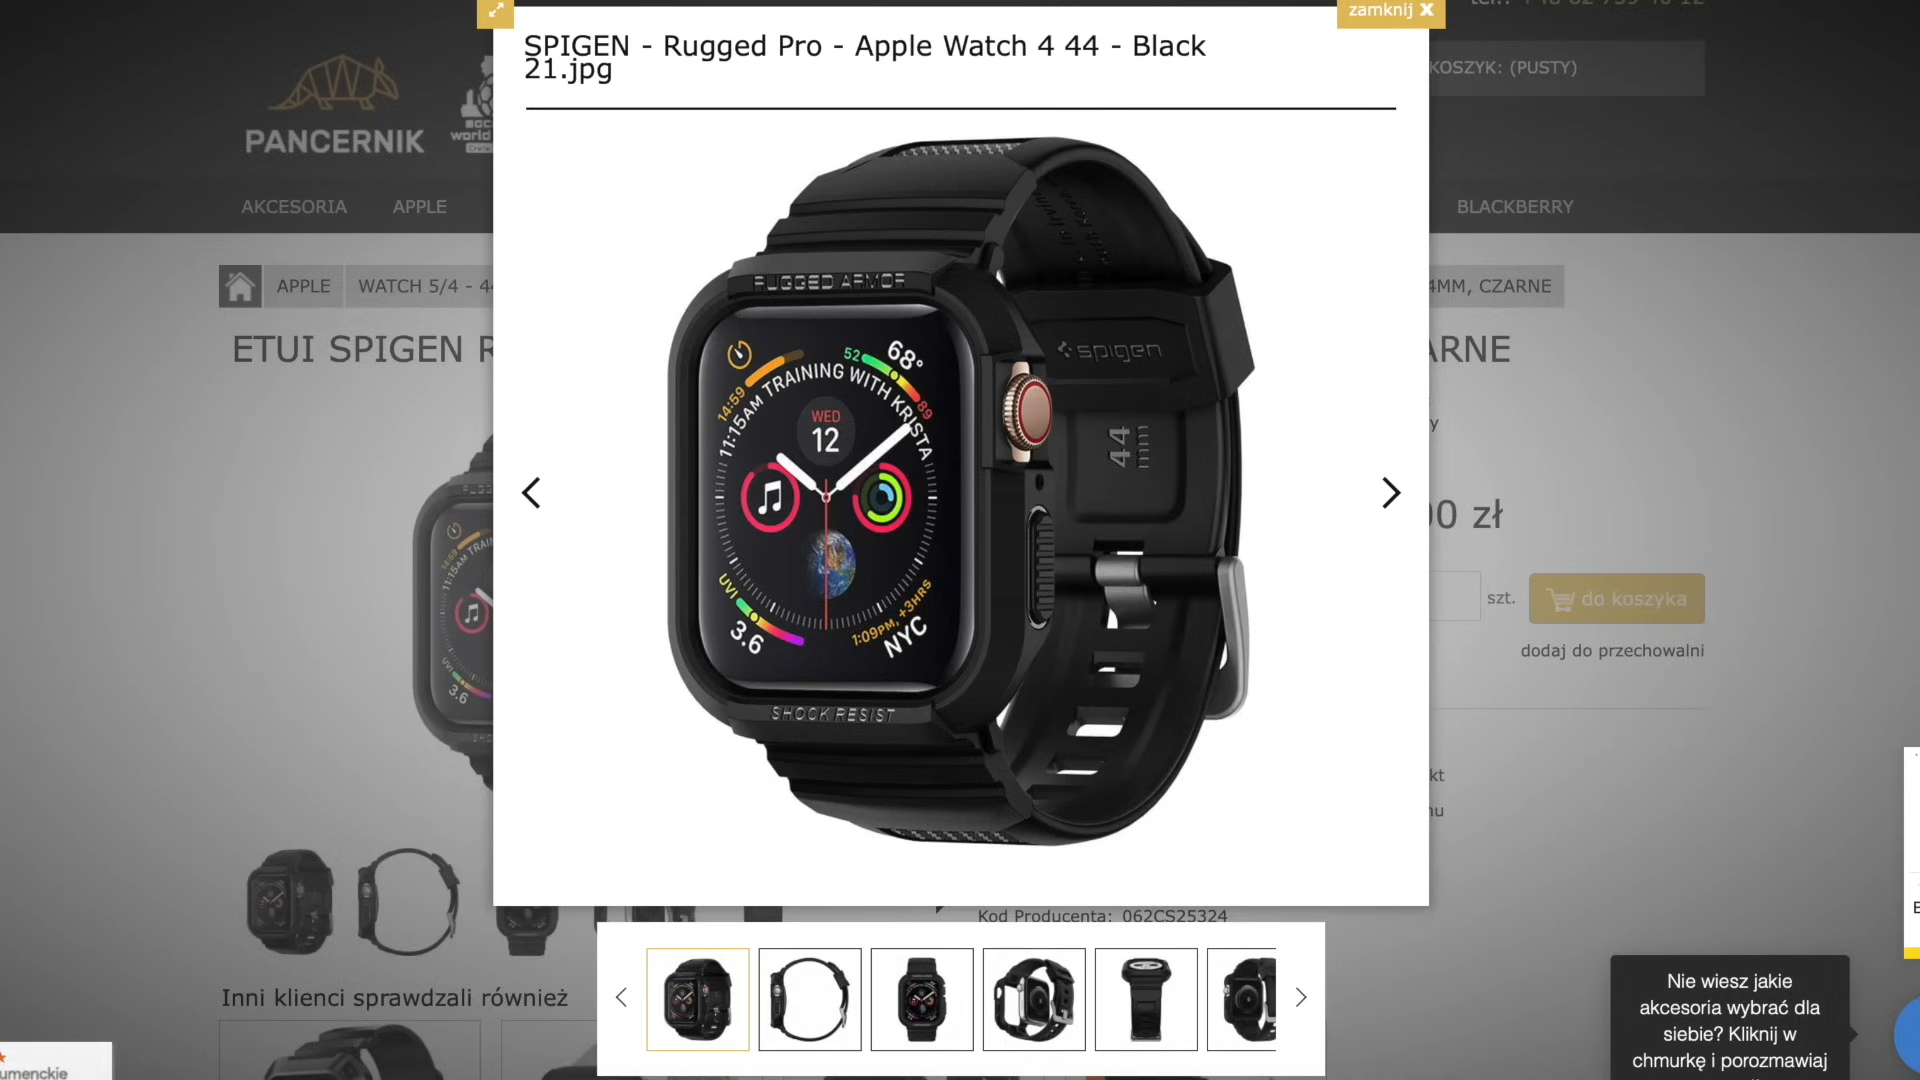 zamknij X
SPIGEN - Rugged Pro - Apple Watch 4 44 - Black
21.jpg
KOSZYK: (PUSTY)
PANCERNIK
world
AKCESORIA
APPLE
BLACKBERRY
APPLE
WATCH 5/4 - 4
4MM, CZARNE
ETUI SPIGEN R
ARNE
RUGGED ARMOR
spigen
44
mm
14:59
11:15AM TRAINING WITH KRISTA
52
68°
89
WED
12
UVI
3.6
1:09PM, +3HRS
NYC
SHOCK RESIST
00 zł
szt.
do koszyka
dodaj do przechowalni
kt
nu
Kod Producenta: 062CS25324
Inni klienci sprawdzali również
Nie wiesz jakie
akcesoria wybrać dla
siebie? Kliknij w
chmurkę i porozmawiaj
umenckie